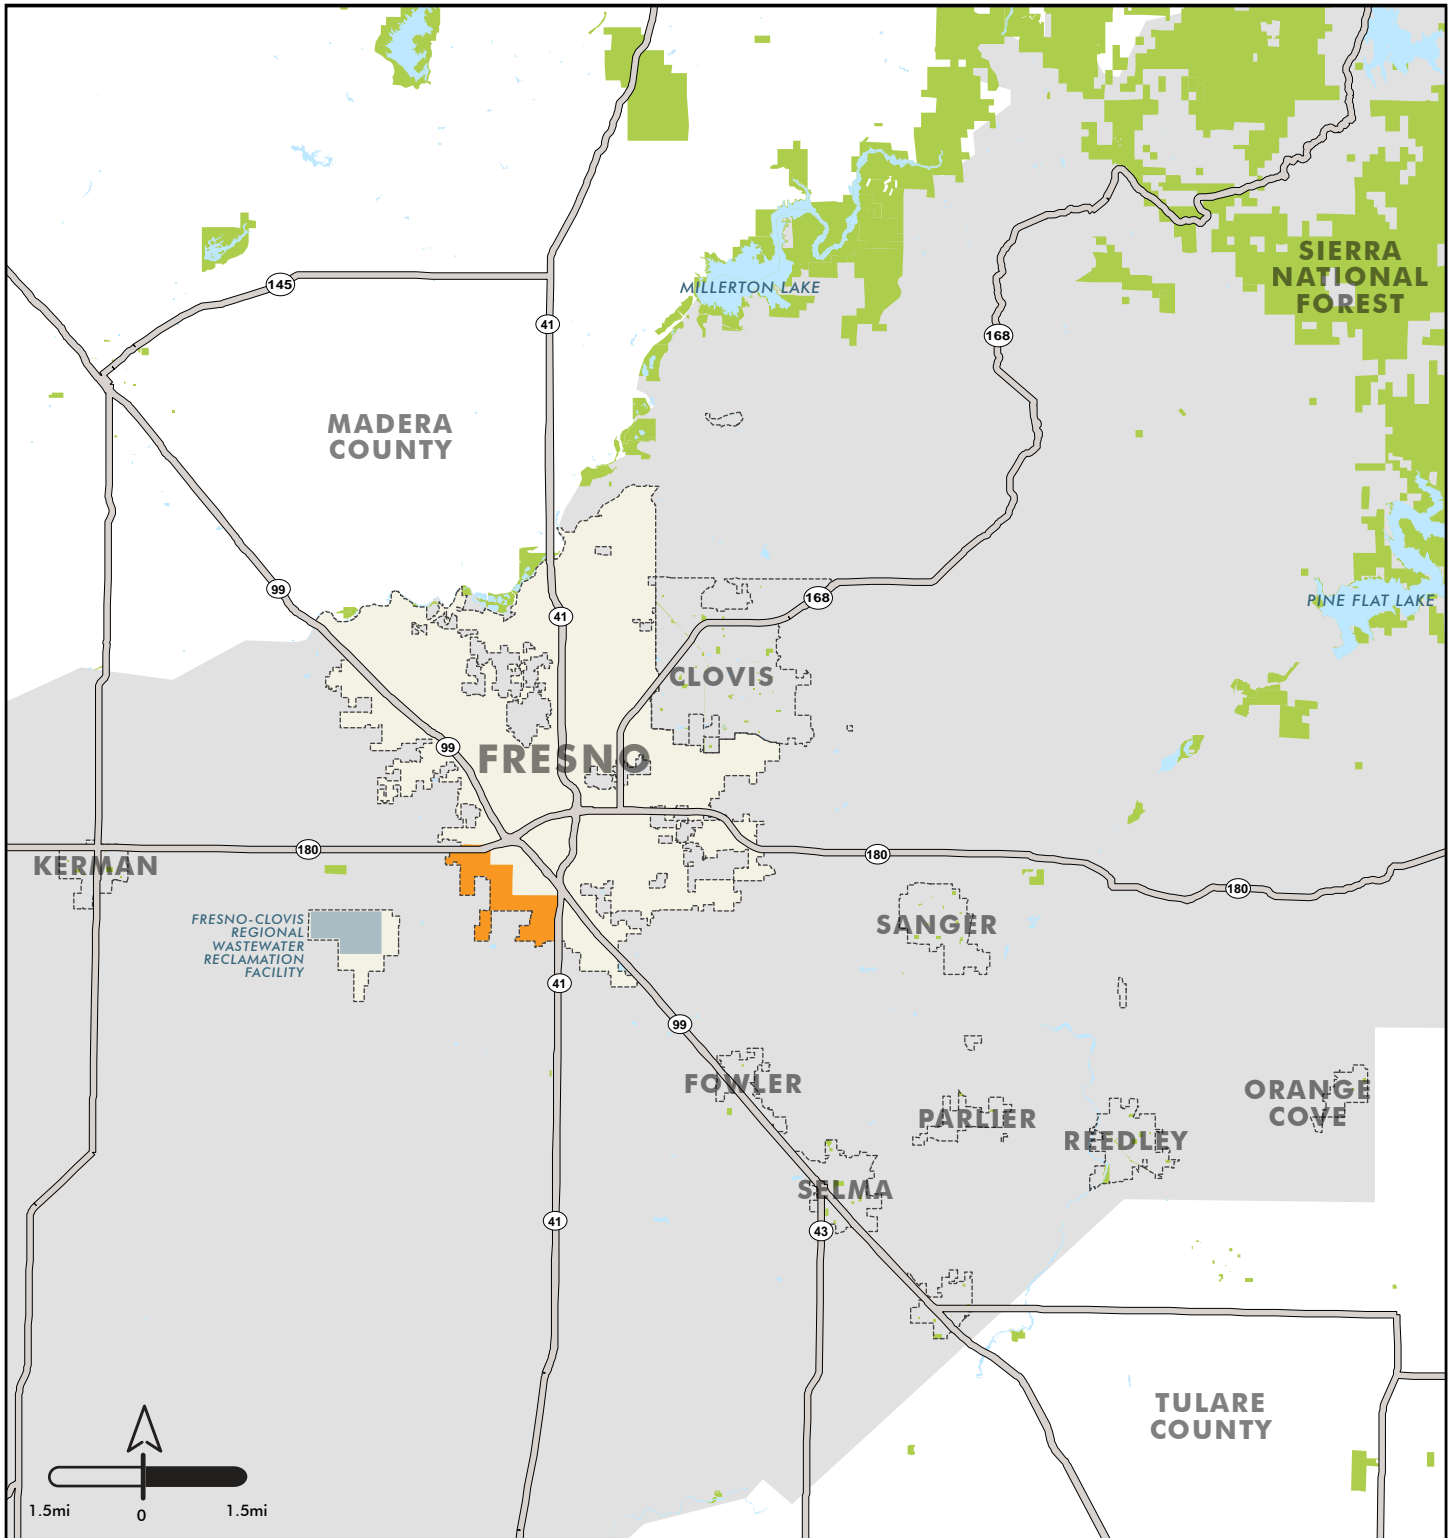 SIERRA
NATIONAL
FOREST
145
MILLERTON LAKE
41
168
MADERA
COUNTY
99
168
PINE FLAT LAKE
41
CLOVIS
99
FRESNO
180
180
KERMAN
180
FRESNO-CLOVIS
REGIONAL
WASTEWATER
RECLAMATION
FACILITY
SANGER
41
99
FOWLER
ORANGE
COVE
PARLIER
REEDLEY
SELMA
41
43
TULARE
COUNTY
1.5mi
0
1.5mi